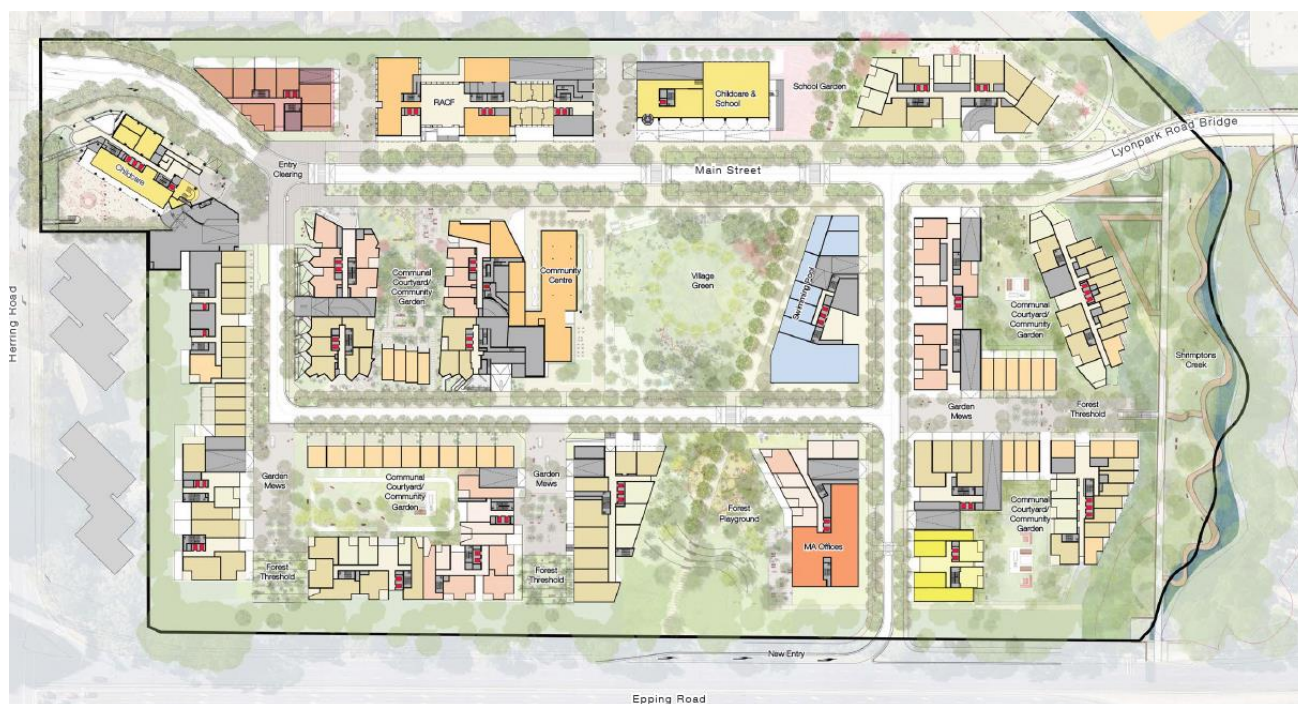 RACF
Childcare &
School
School Garden
Lyonpark Road Bridge
Childcare
Entry
Clearing
Main Street
Communal
Courtyard/
Community
Garden
Community
Centre
Village
Green
Swimming Pool
Communal
Courtyard/
Community
Garden
Shrimptons
Creek
Herring Road
Garden
Mews
Forest
Threshold
Garden
Mews
Communal
Courtyard/
Community
Garden
Garden
Mews
Forest
Playground
MA Offices
Communal
Courtyard/
Community
Garden
Forest
Threshold
Forest
Threshold
New Entry
Epping Road